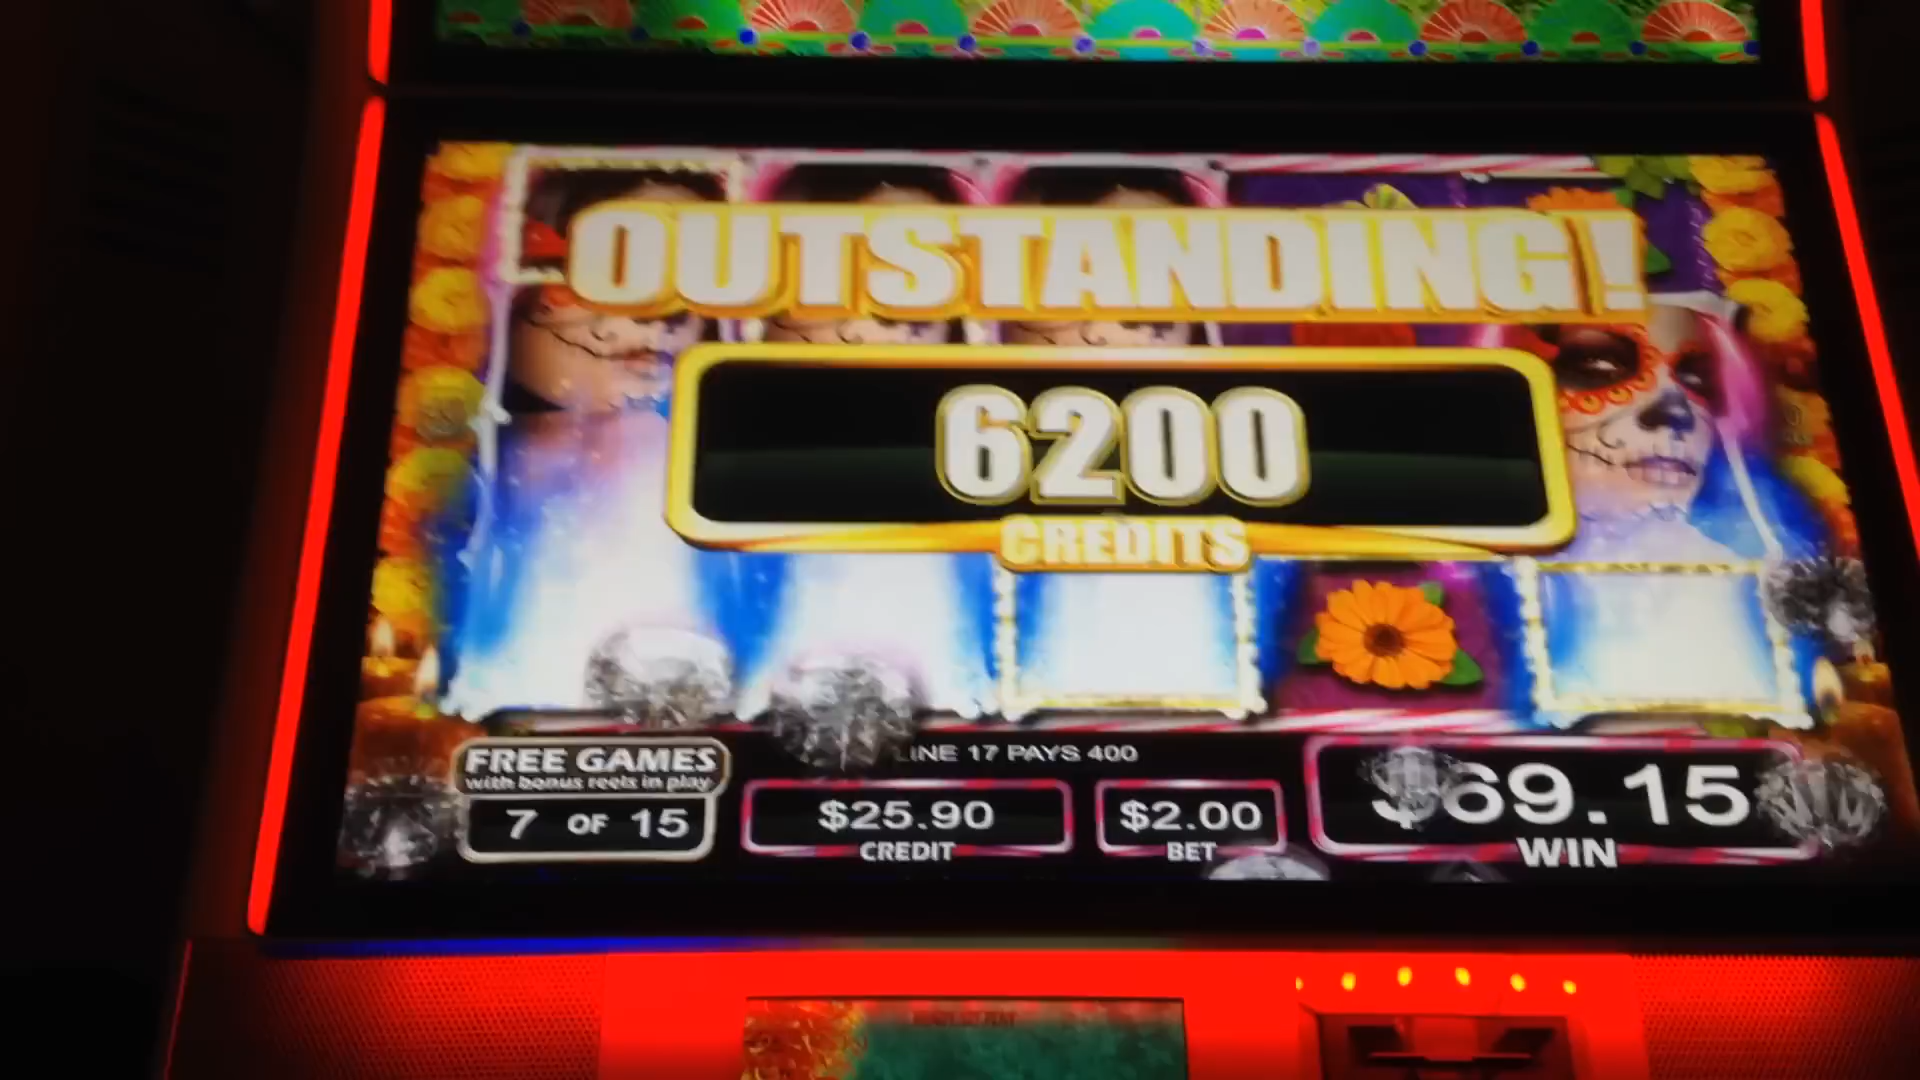 OUTSTANDING!
6200
CREDITS
LINE 17 PAYS 400
FREE GAMES
with bonus reels in play
7 OF 15
$25.90
CREDIT
$2.00
BET
$69.15
WIN